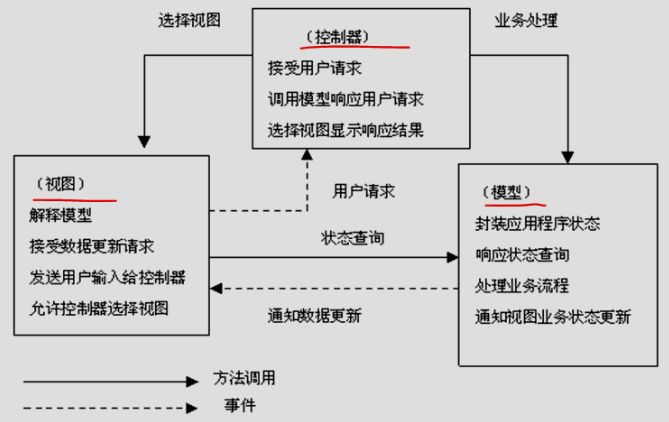 选择视图
业务处理
（控制器）
接受用户请求
调用模型响应用户请求
选择视图显示响应结果
（视图）
解释模型
接受数据更新请求
发送用户输入给控制器
允许控制器选择视图
用户请求
状态查询
通知数据更新
（模型）
封装应用程序状态
响应状态查询
处理业务流程
通知视图业务状态更新
方法调用
事件